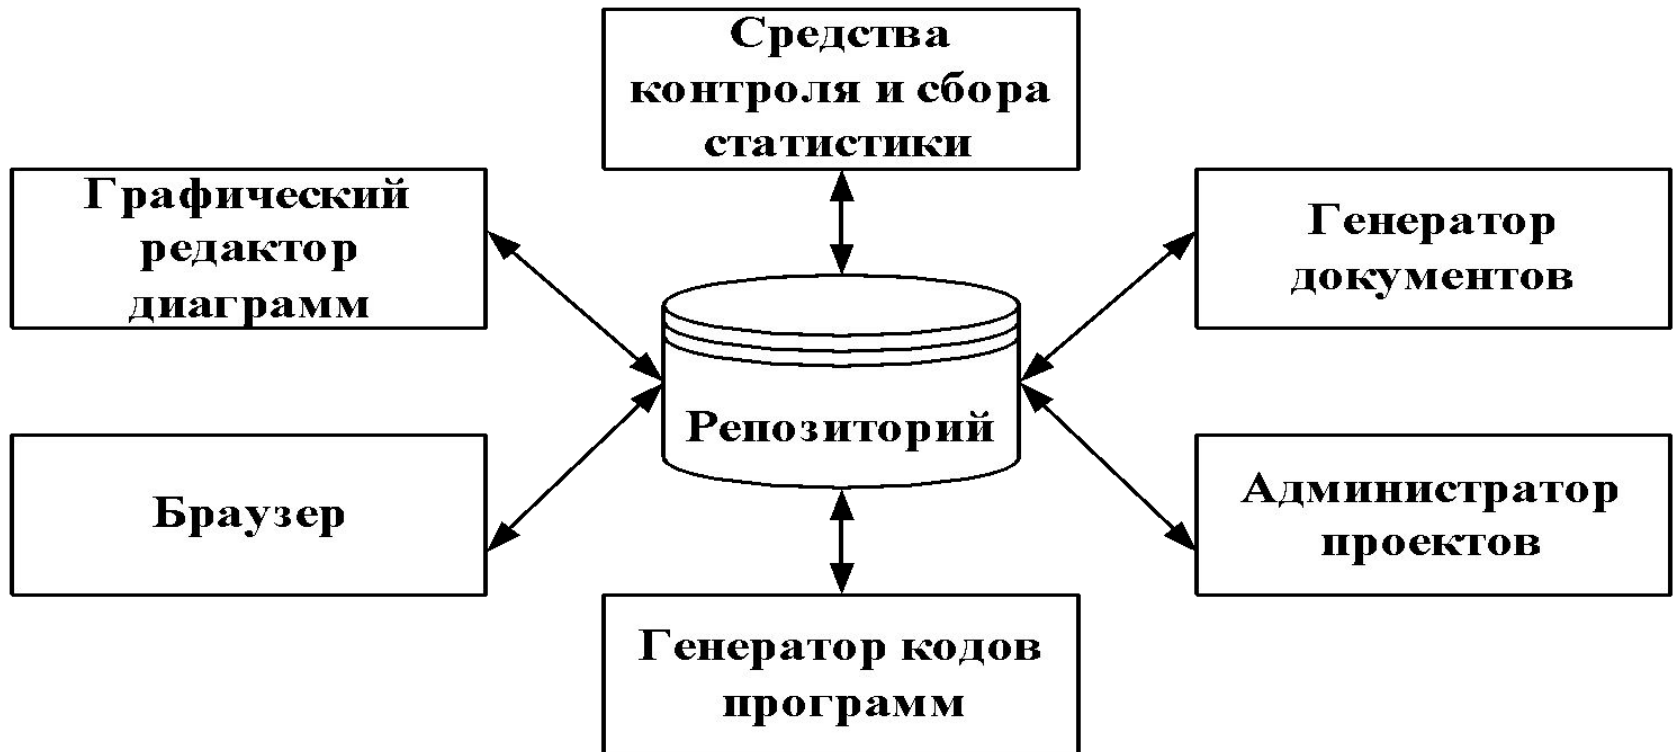 Средства
контроля и сбора
статистики
Графический
редактор
диаграмм
Генератор
документов
Репозиторий
Браузер
Администратор
проектов
Генератор кодов
программ